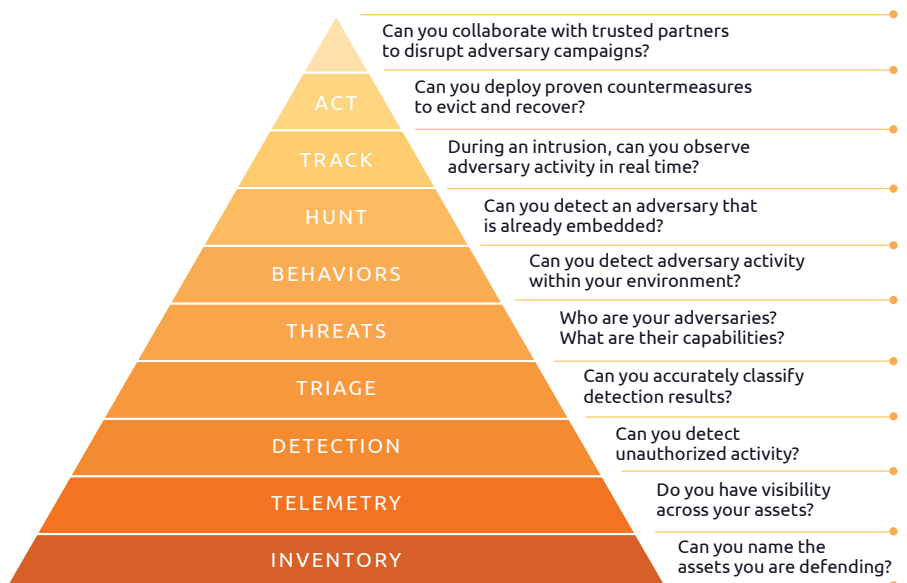 Can you collaborate with trusted partners
to disrupt adversary campaigns?
ACT
Can you deploy proven countermeasures
to evict and recover?
TRACK
During an intrusion, can you observe
adversary activity in real time?
HUNT
Can you detect an adversary that
is already embedded?
BEHAVIORS
Can you detect adversary activity
within your environment?
THREATS
Who are your adversaries?
What are their capabilities?
TRIAGE
Can you accurately classify
detection results?
DETECTION
Can you detect
unauthorized activity?
TELEMETRY
Do you have visibility
across your assets?
INVENTORY
Can you name the
assets you are defending?